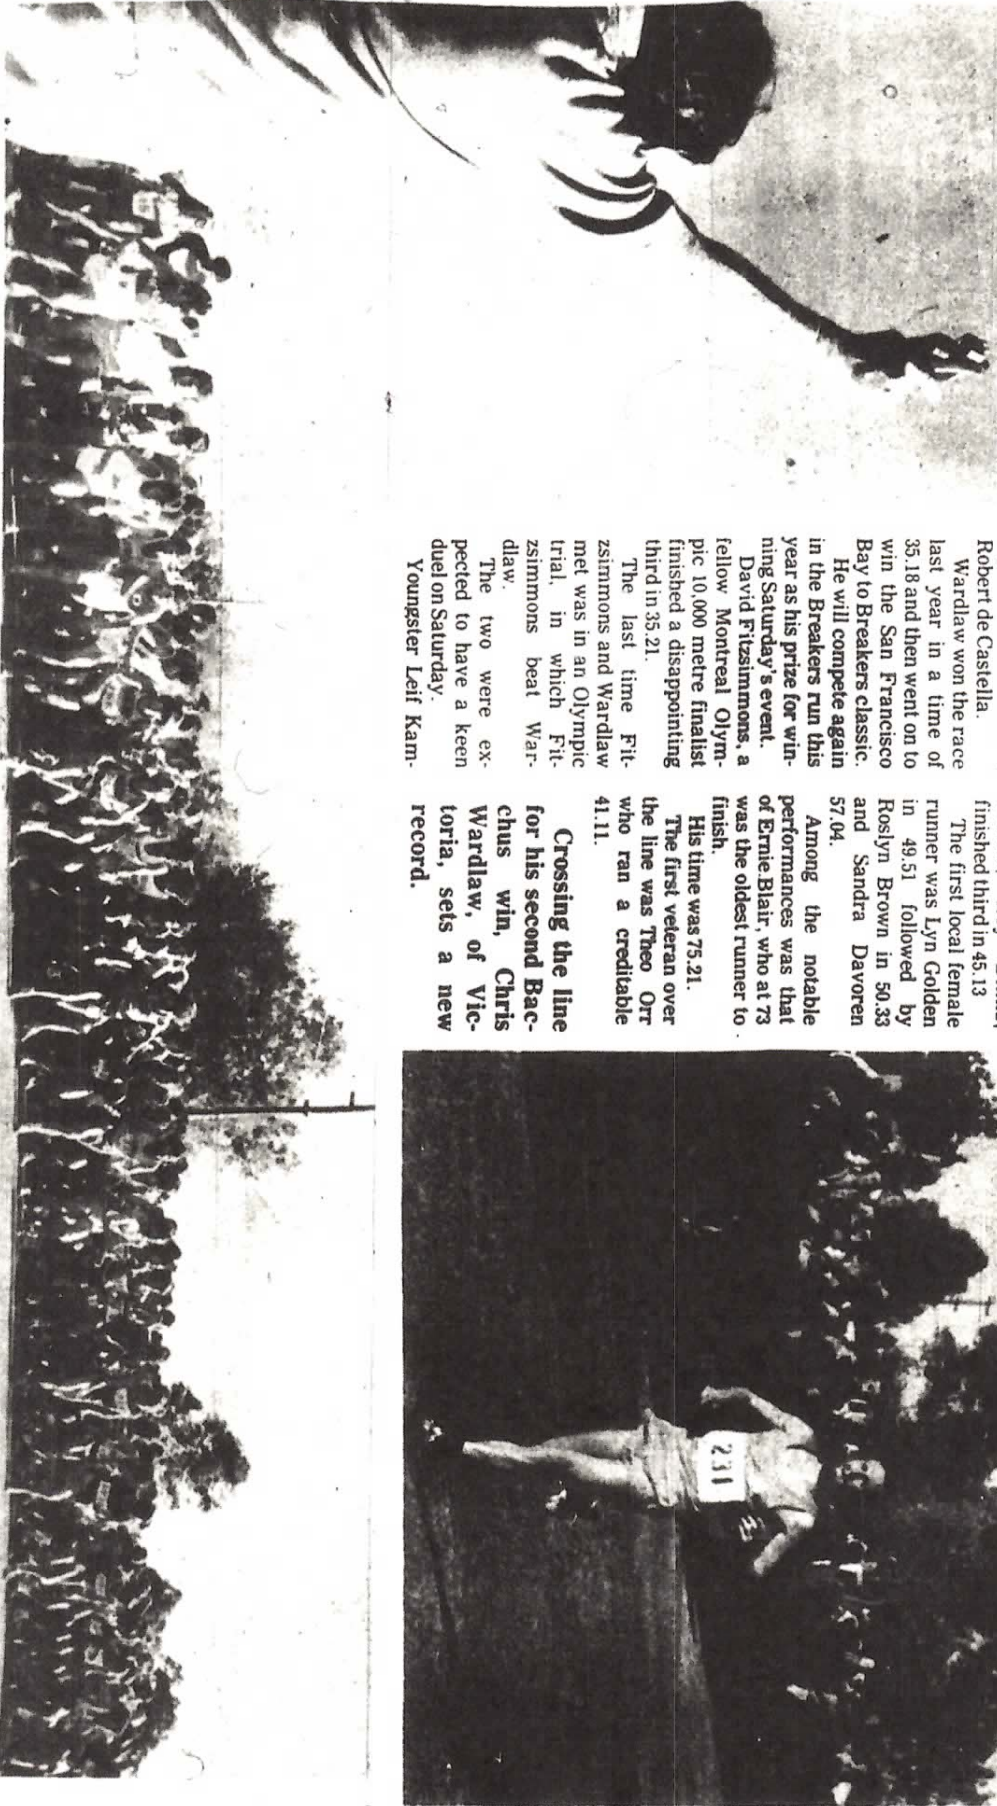 Robert de Castella.
Wardlaw won the race
last year in a time of
35.18 and then went on to
win the San Francisco
Bay to Breakers classic.
He will compete again
in the Breakers run this
year as his prize for win-
ning Saturday's event.
David Fitzsimmons, a
fellow Montreal Olym-
pic 10,000 metre finalist
finished a disappointing
third in 35.21.
The last time Fit-
zsimmons and Wardlaw
met was in an Olympic
trial, in which Fit-
zsimmons beat War-
dlaw.
The two were ex-
pected to have a keen
duel on Saturday.
Youngster Leif Kam-
finished third in 45.13
The first local female
runner was Lyn Golden
in 49.51 followed by
Roslyn Brown in 50.33
and Sandra Davoren
57.04.
Among the notable
performances was that
of Ernie Blair, who at 73
was the oldest runner to
finish.
His time was 75.21.
The first veteran over
the line was Theo Orr
who ran a creditable
41.11.
Crossing the line
for his second Bac-
chus win, Chris
Wardlaw, of Vic-
toria, sets a new
record.
231